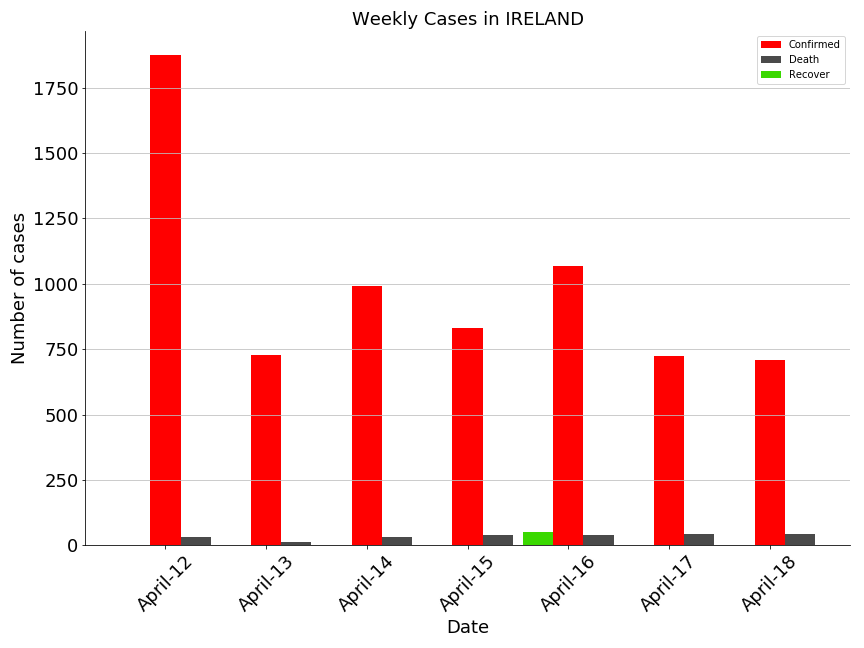 Weekly Cases in IRELAND
Confirmed
Death
Recover
Number of cases
1750
1500
1250
1000
750
500
250
0
April-12
April-13
April-14
April-15
April-16
April-17
April-18
Date